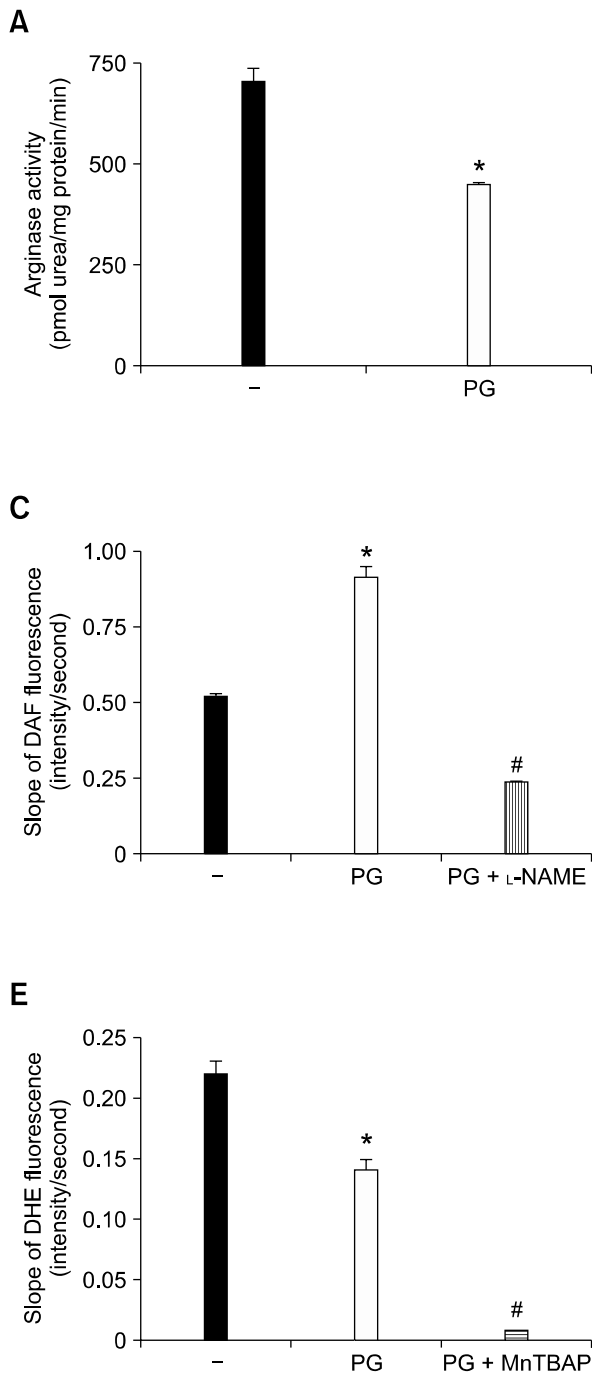 A
Arginase activity
(pmol urea/mg protein/min)
750
500
250
0
*
–
PG
C
Slope of DAF fluorescence
(intensity/second)
1.00
0.75
0.50
0.25
0
*
#
–
PG
PG + L-NAME
E
Slope of DHE fluorescence
(intensity/second)
0.25
0.20
0.15
0.10
0.05
0
*
#
–
PG
PG + MnTBAP